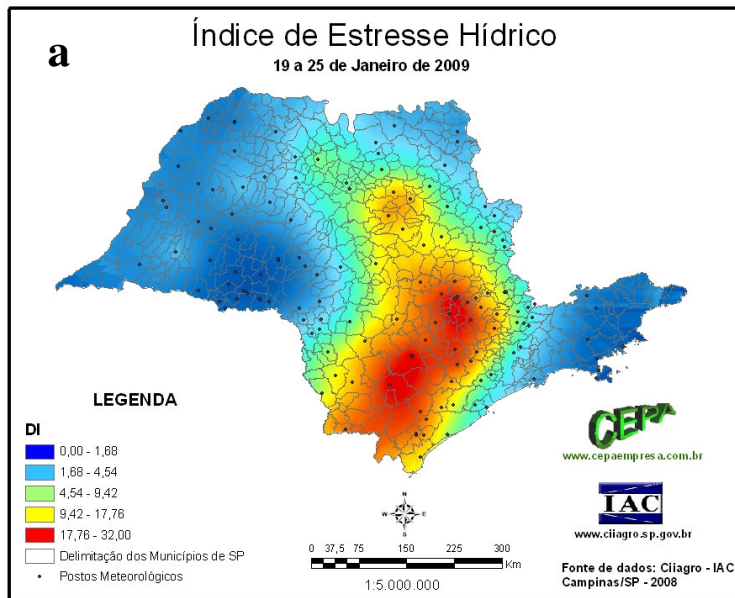 a
Índice de Estresse Hídrico
19 a 25 de Janeiro de 2009
LEGENDA
DI
0,00 - 1,68
1,68 - 4,54
4,54 - 9,42
9,42 - 17,76
17,76 - 32,00
Delimitação dos Municípios de SP
Postos Meteorológicos
N
W E
S
0 37,5 75 150 225 300
Km
1:5.000.000
CEPA
www.cepaempresa.com.br
IAC
www.ciiagro.sp.gov.br
Fonte de dados: Ciiagro - IAC
Campinas/SP - 2008